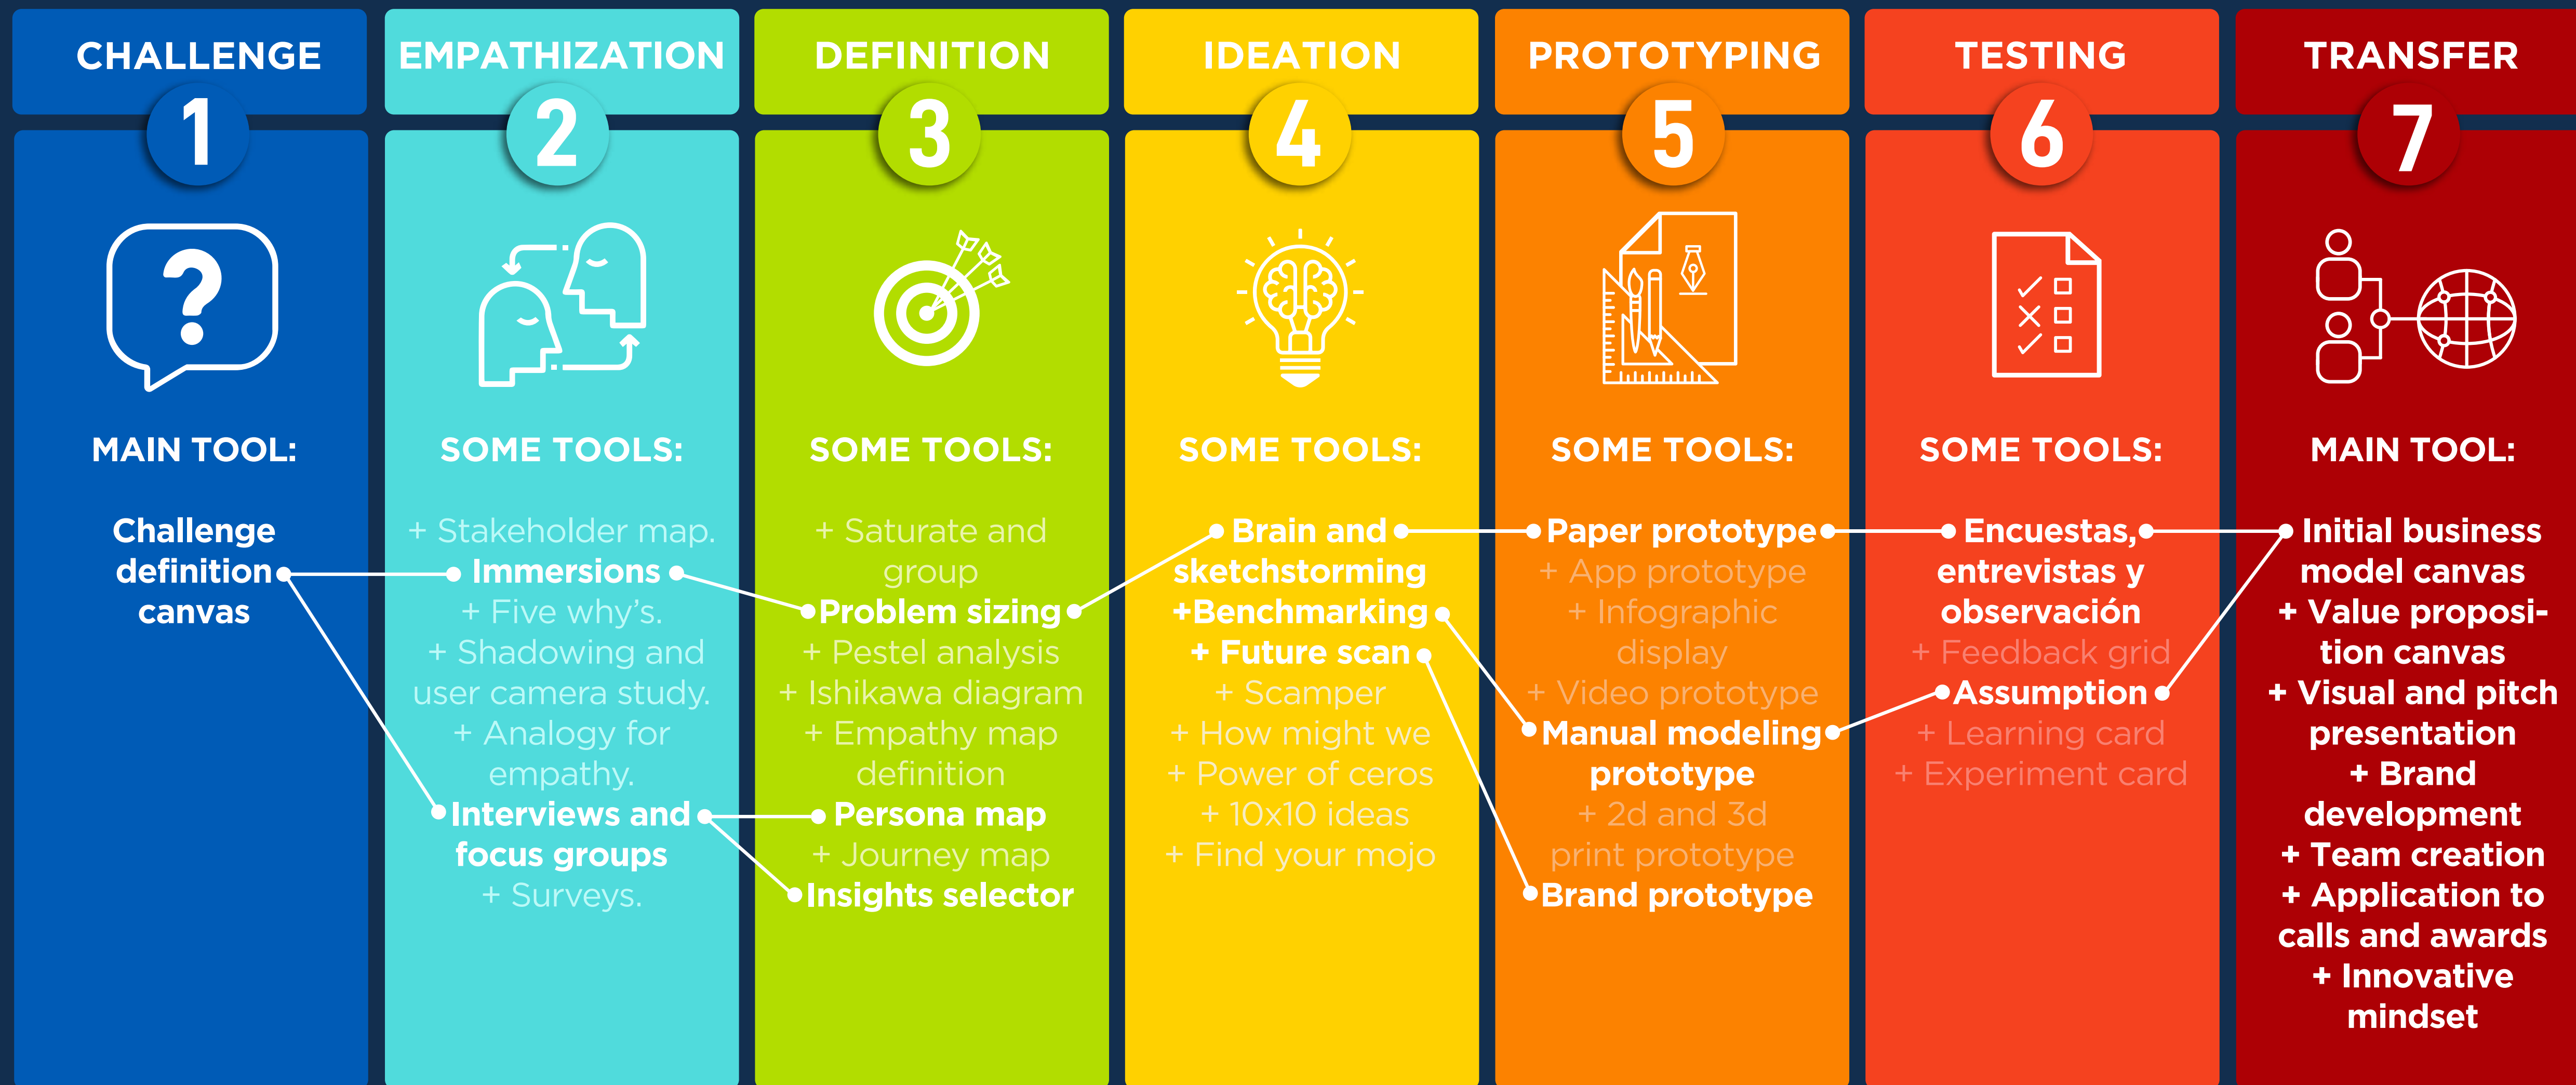 CHALLENGE
1
?
MAIN TOOL:
Challenge
definition
canvas
EMPATHIZATION
2
SOME TOOLS:
+ Stakeholder map.
Immersions
+ Five why's.
+ Shadowing and
user camera study.
+ Analogy for
empathy.
Interviews and
focus groups
+ Surveys.
DEFINITION
3
SOME TOOLS:
+ Saturate and
group
Problem sizing
+ Pestel analysis
+ Ishikawa diagram
+ Empathy map
definition
Persona map
+ Journey map
Insights selector
IDEATION
4
SOME TOOLS:
Brain and
sketchstorming
+Benchmarking
+ Future scan
+ Scamper
+ How might we
+ Power of ceros
+ 10x10 ideas
+ Find your mojo
PROTOTYPING
5
SOME TOOLS:
Paper prototype
+ App prototype
+ Infographic
display
+ Video prototype
Manual modeling
prototype
+ 2d and 3d
print prototype
Brand prototype
TESTING
6
SOME TOOLS:
Encuestas,
entrevistas y
observación
+ Feedback grid
Assumption
+ Learning card
+ Experiment card
TRANSFER
7
MAIN TOOL:
Initial business
model canvas
+ Value proposi-
tion canvas
+ Visual and pitch
presentation
+ Brand
development
+ Team creation
+ Application to
calls and awards
+ Innovative
mindset